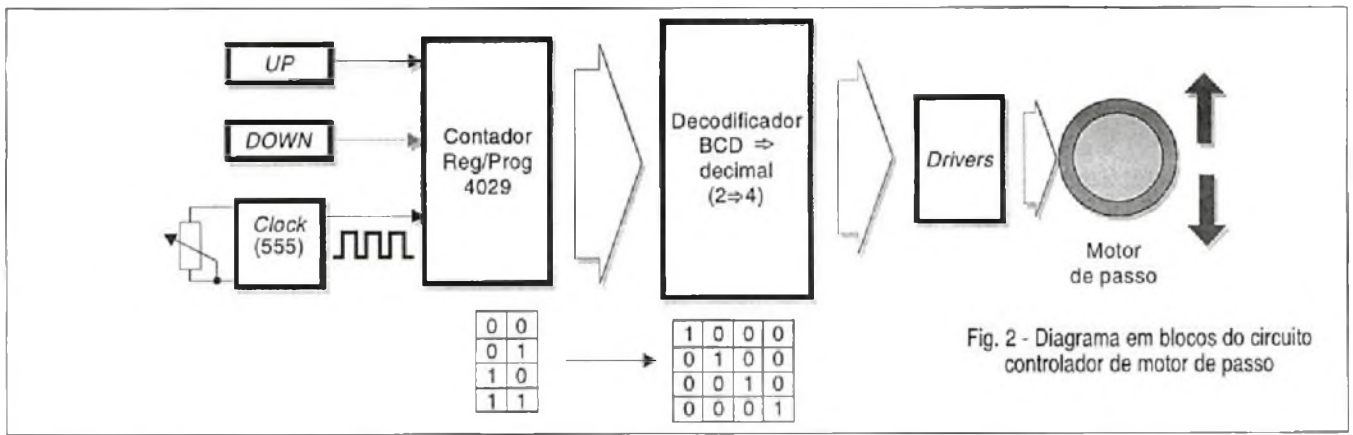 UP
DOWN
Clock
(555)
Contador
Reg/Prog
4029
Decodificador
BCD ⇒
decimal
(2⇒4)
Drivers
Motor
de passo
0 0
0 1
1 0
1 1
1 0 0 0
0 1 0 0
0 0 1 0
0 0 0 1
Fig. 2 - Diagrama em blocos do circuito
controlador de motor de passo